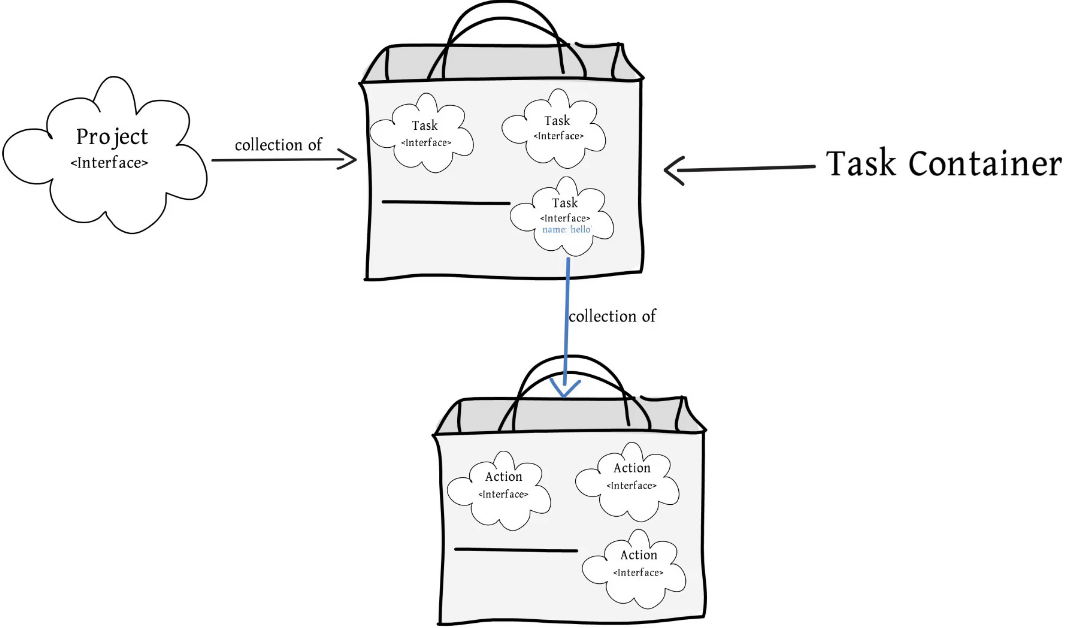 Project
<Interface>
collection of
Task
<Interface>
Task
<Interface>
Task
<Interface>
name: hello
Task Container
collection of
Action
<Interface>
Action
<Interface>
Action
<Interface>